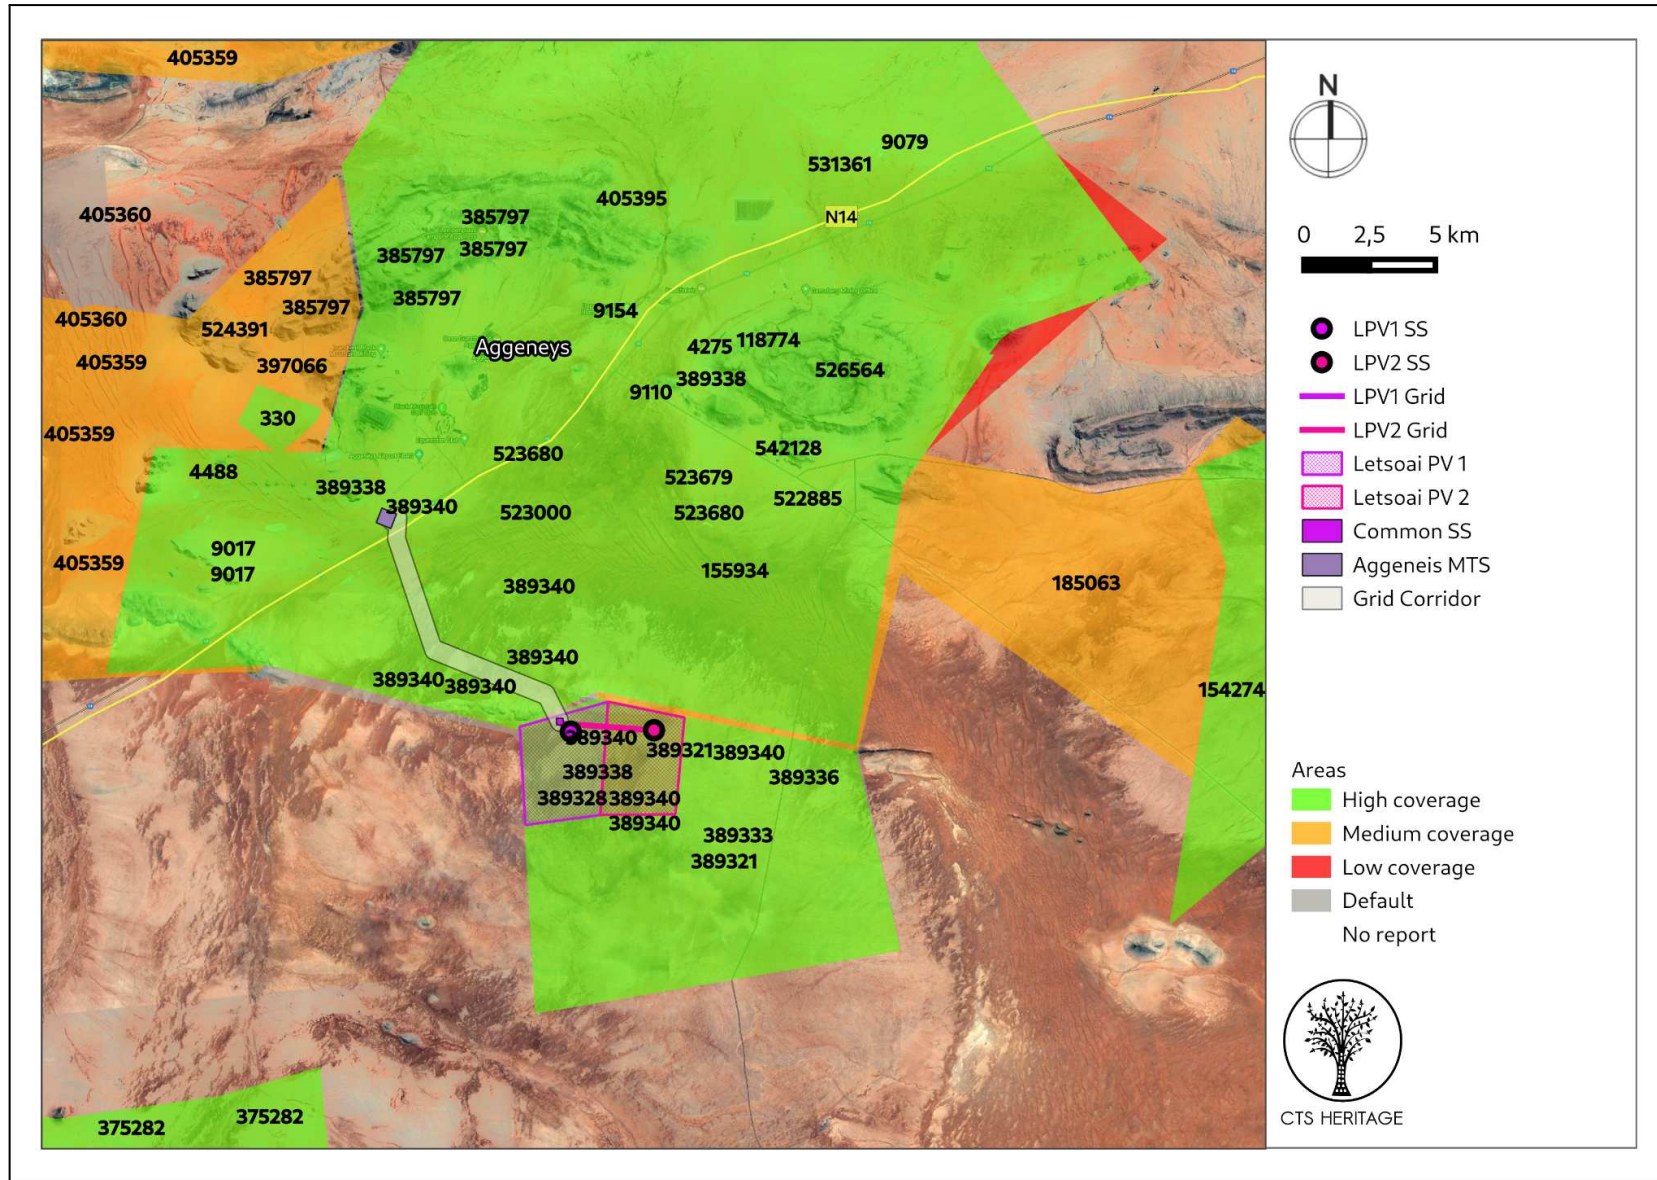 405359
9079
531361
405395
405360
385797
N14
385797
385797
385797
385797
385797
9154
405360
524391
118774
4275
Aggeneys
405359
397066
526564
389338
9110
330
405359
542128
523680
4488
523679
389338
522885
389340
523000
523680
9017
405359
155934
9017
185063
389340
389340
389340
389340
154274
389340
389321
389340
389338
389336
389328
389340
389340
389333
389321
375282
375282
N
0 2,5 5 km
LPV1 SS
LPV2 SS
LPV1 Grid
LPV2 Grid
Letsoai PV 1
Letsoai PV 2
Common SS
Aggeneis MTS
Grid Corridor
Areas
High coverage
Medium coverage
Low coverage
Default
No report
CTS HERITAGE